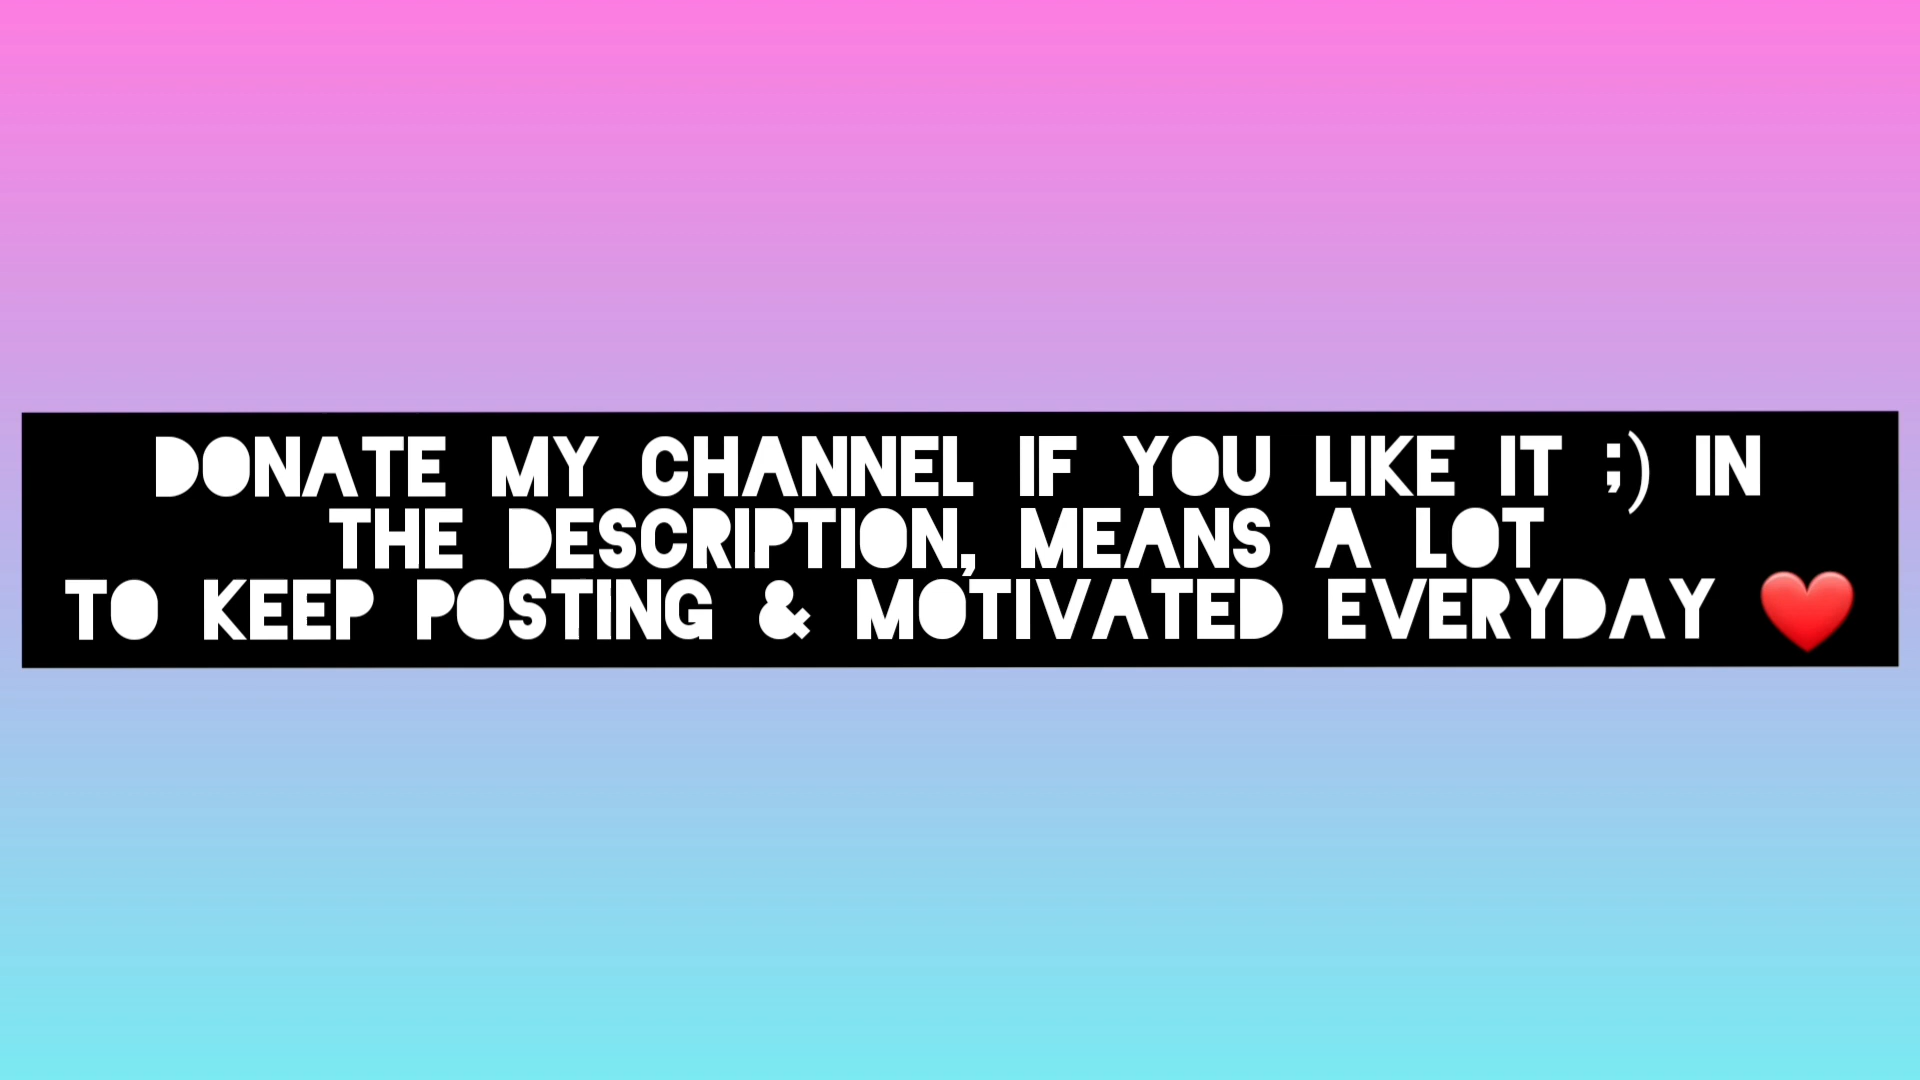 DONATE MY CHANNEL IF YOU LIKE IT ;) IN
THE DESCRIPTION, MEANS A LOT
TO KEEP POSTING & MOTIVATED EVERYDAY ❤️